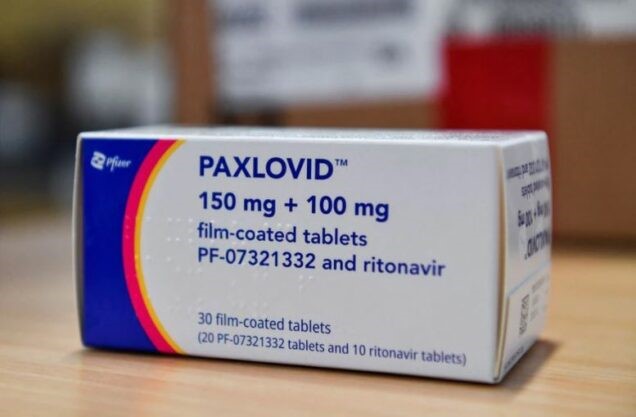 Pfizer
PAXLOVID™
150 mg + 100 mg
film-coated tablets
PF-07321332 and ritonavir
30 film-coated tablets
(20 PF-07321332 tablets and 10 ritonavir tablets)